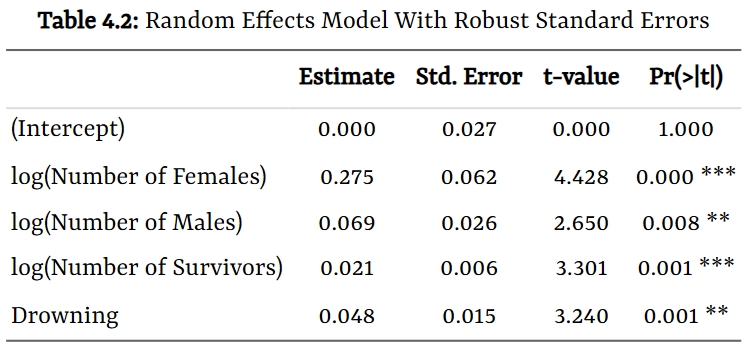 Table 4.2: Random Effects Model With Robust Standard Errors
Estimate Std. Error t-value Pr(>|t|)
(Intercept) 0.000 0.027 0.000 1.000
log(Number of Females) 0.275 0.062 4.428 0.000 ***
log(Number of Males) 0.069 0.026 2.650 0.008 **
log(Number of Survivors) 0.021 0.006 3.301 0.001 ***
Drowning 0.048 0.015 3.240 0.001 **